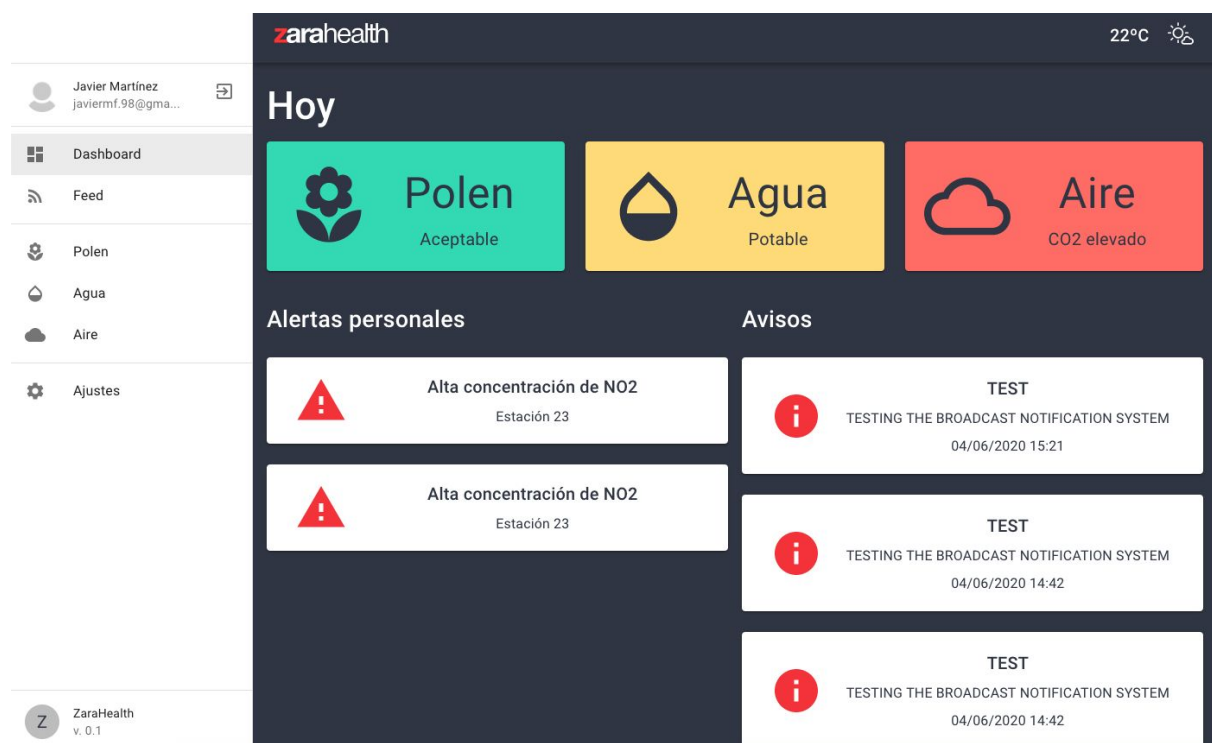 zarahealth
22ºC
Javier Martínez
javiermf.98@gma...
Dashboard
Feed
Polen
Agua
Aire
Ajustes
Z
ZaraHealth
v. 0.1
Hoy
Polen
Aceptable
Agua
Potable
Aire
CO2 elevado
Alertas personales
Alta concentración de NO2
Estación 23
Alta concentración de NO2
Estación 23
Avisos
TEST
TESTING THE BROADCAST NOTIFICATION SYSTEM
04/06/2020 15:21
TEST
TESTING THE BROADCAST NOTIFICATION SYSTEM
04/06/2020 14:42
TEST
TESTING THE BROADCAST NOTIFICATION SYSTEM
04/06/2020 14:42